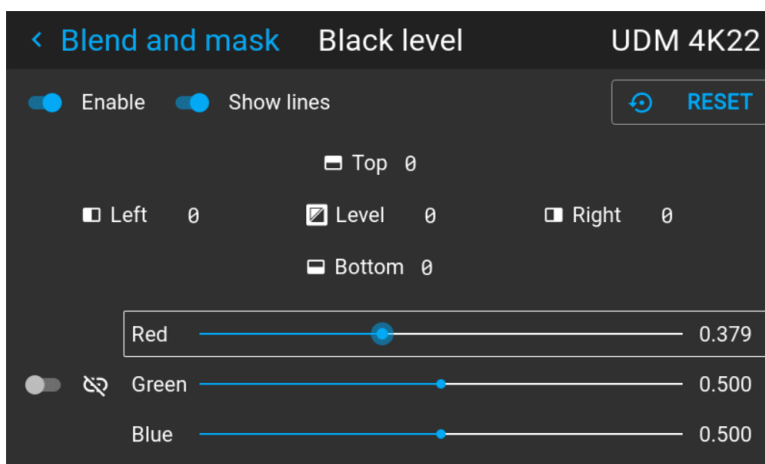 Blend and mask Black level UDM 4K22
Enable Show lines RESET
Top 0
Left 0 Level 0 Right 0
Bottom 0
Red 0.379
Green 0.500
Blue 0.500